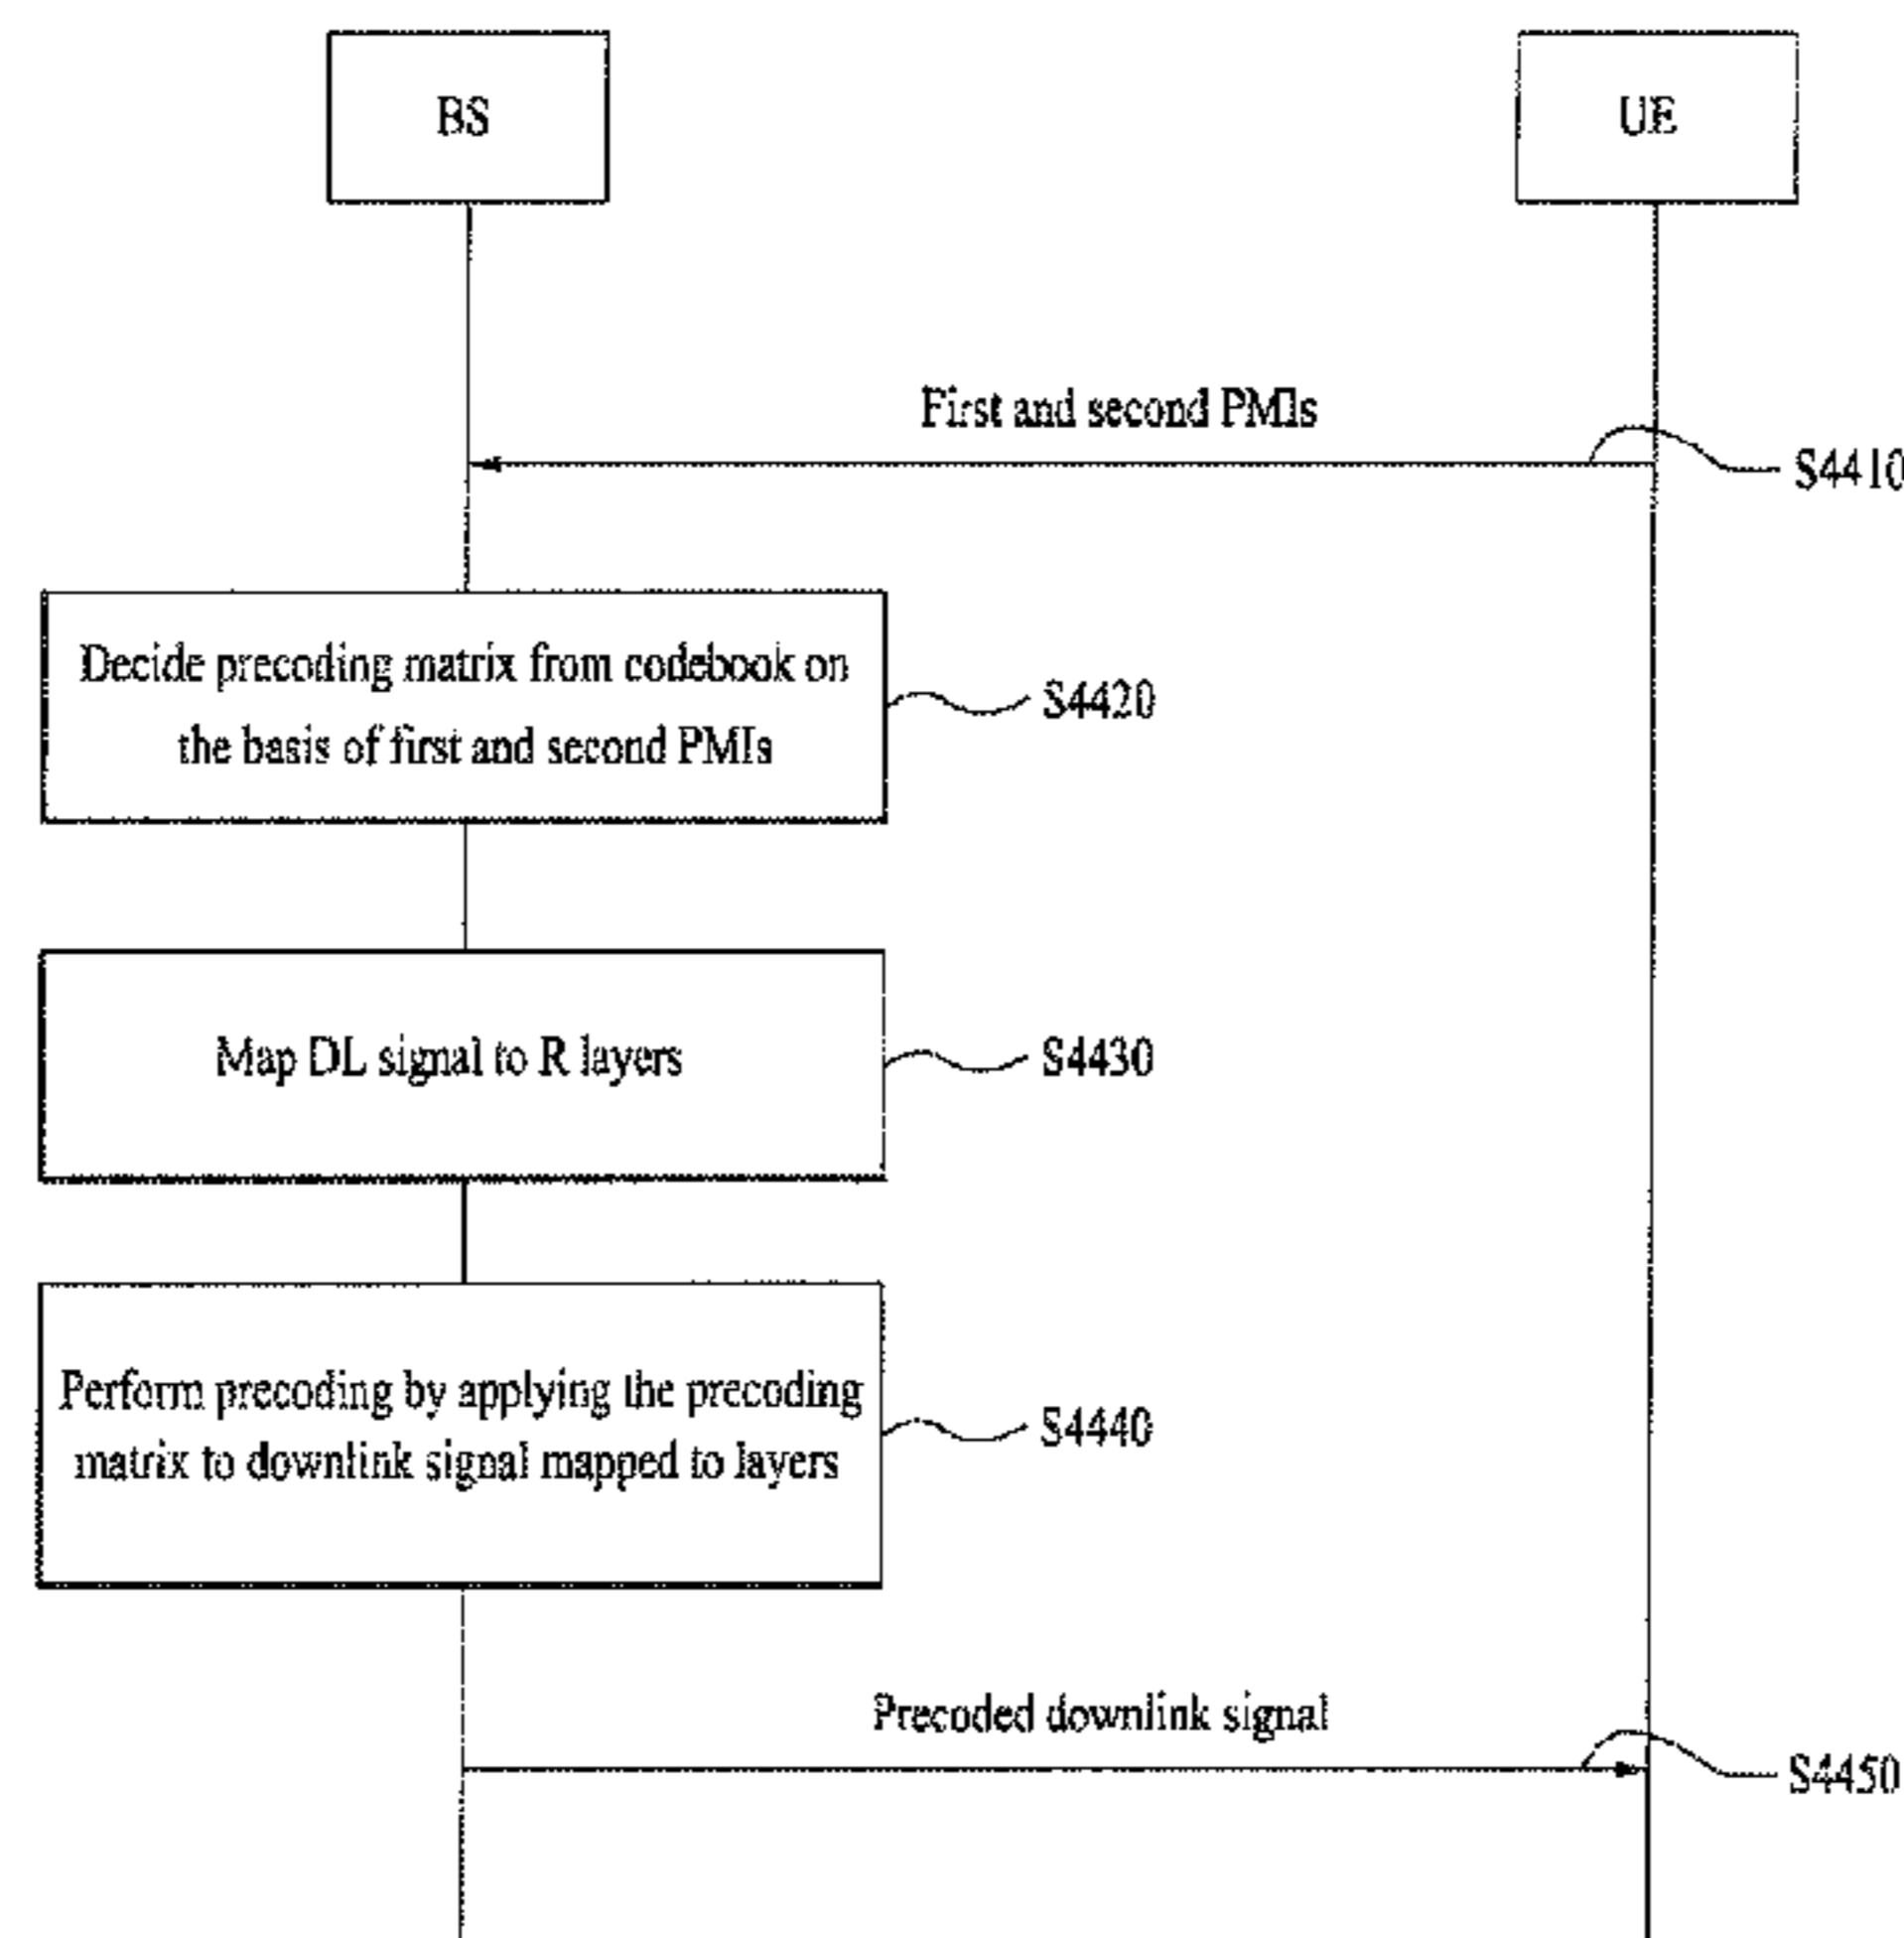 BS
UE
First and second PMIs
S4410
Decide precoding matrix from codebook on
the basis of first and second PMIs
S4420
Map DL signal to R layers
S4430
Perform precoding by applying the precoding
matrix to downlink signal mapped to layers
S4440
Precoded downlink signal
S4450